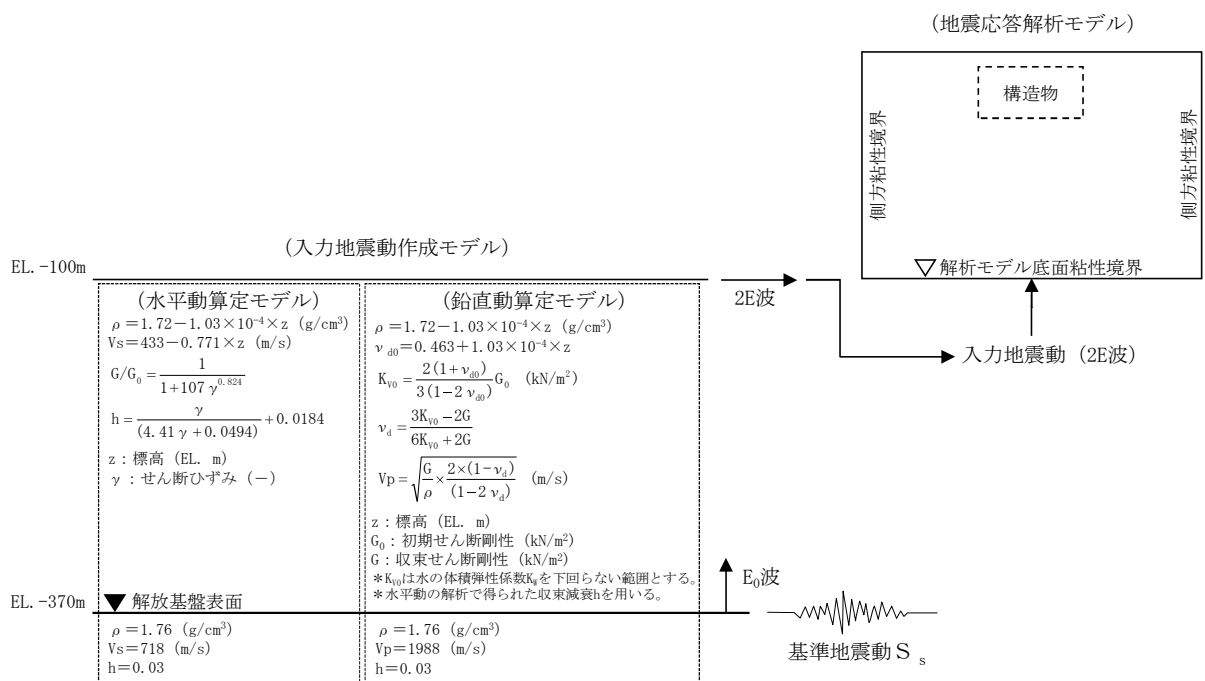 (地震応答解析モデル)
構造物
側方粘性境界
側方粘性境界
▽解析モデル底面粘性境界
(入力地震動作成モデル)
EL.-100m
2E波
入力地震動 (2E波)
(水平動算定モデル)
ρ=1.72-1.03×10⁻⁴×z (g/cm³)
Vs=433-0.771×z (m/s)
G/G₀ = 1 / (1+107 γ^0.824)
h = γ / (4.41 γ + 0.0494) + 0.0184
z:標高 (EL. m)
γ:せん断ひずみ (-)
(鉛直動算定モデル)
ρ=1.72-1.03×10⁻⁴×z (g/cm³)
ν_d0=0.463+1.03×10⁻⁴×z
K_V0 = 2(1+ν_d0) / 3(1-2ν_d0) G₀ (kN/m²)
ν_d = (3K_V0-2G) / (6K_V0+2G)
Vp = √(G/ρ × 2×(1-ν_d) / (1-2ν_d)) (m/s)
z:標高 (EL. m)
G₀:初期せん断剛性 (kN/m²)
G:収束せん断剛性 (kN/m²)
*K_V0は水の体積弾性係数K_Wを下回らない範囲とする。
*水平動の解析で得られた収束減衰hを用いる。
E₀波
EL.-370m
▼解放基盤表面
ρ=1.76 (g/cm³)
Vs=718 (m/s)
h=0.03
ρ=1.76 (g/cm³)
Vp=1988 (m/s)
h=0.03
基準地震動Ss